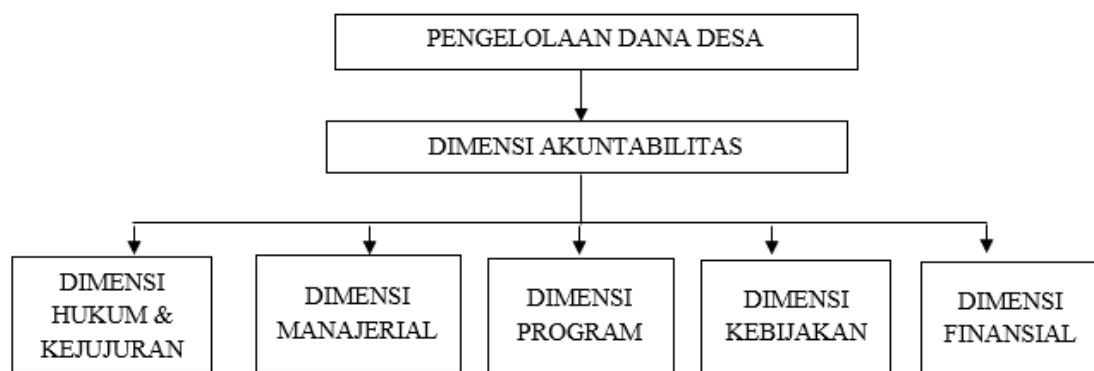 PENGELOLAAN DANA DESA
DIMENSI AKUNTABILITAS
DIMENSI
HUKUM &
KEJUJURAN
DIMENSI
MANAJERIAL
DIMENSI
PROGRAM
DIMENSI
KEBIJAKAN
DIMENSI
FINANSIAL